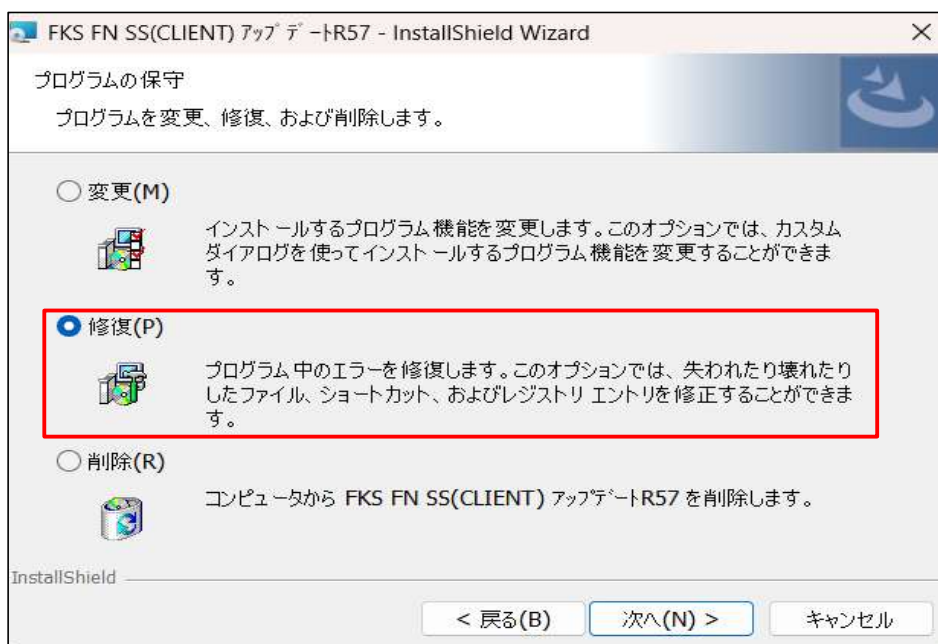 FKS FN SS(CLIENT) ｱｯﾌﾟﾃﾞｰﾄR57 - InstallShield Wizard
プログラムの保守
プログラムを変更、修復、および削除します。
変更(M)
インストールするプログラム機能を変更します。このオプションでは、カスタム
ダイアログを使ってインストールするプログラム機能を変更することができま
す。
修復(P)
プログラム中のエラーを修復します。このオプションでは、失われたり壊れたり
したファイル、ショートカット、およびレジストリ エントリを修正することができま
す。
削除(R)
コンピュータから FKS FN SS(CLIENT) ｱｯﾌﾟﾃﾞｰﾄR57 を削除します。
InstallShield
< 戻る(B)
次へ(N) >
キャンセル